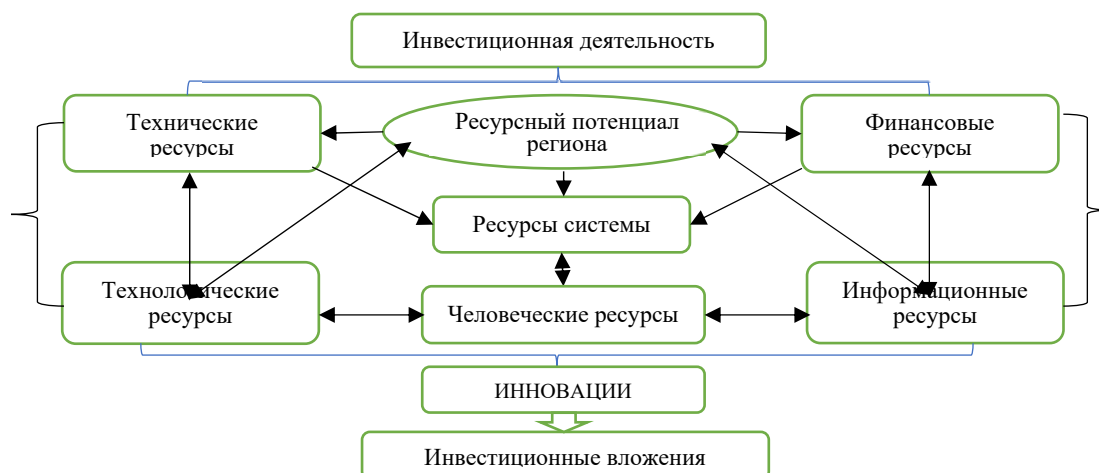 Инвестиционная деятельность
Технические
ресурсы
Ресурсный потенциал
региона
Финансовые
ресурсы
Ресурсы системы
Технологические
ресурсы
Человеческие ресурсы
Информационные
ресурсы
ИННОВАЦИИ
Инвестиционные вложения